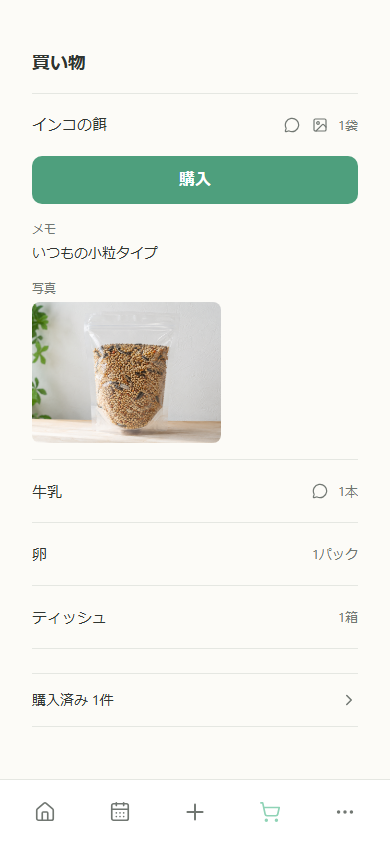 買い物
インコの餌 1袋
購入
メモ
いつもの小粒タイプ
写真
牛乳 1本
卵 1パック
ティッシュ 1箱
購入済み 1件